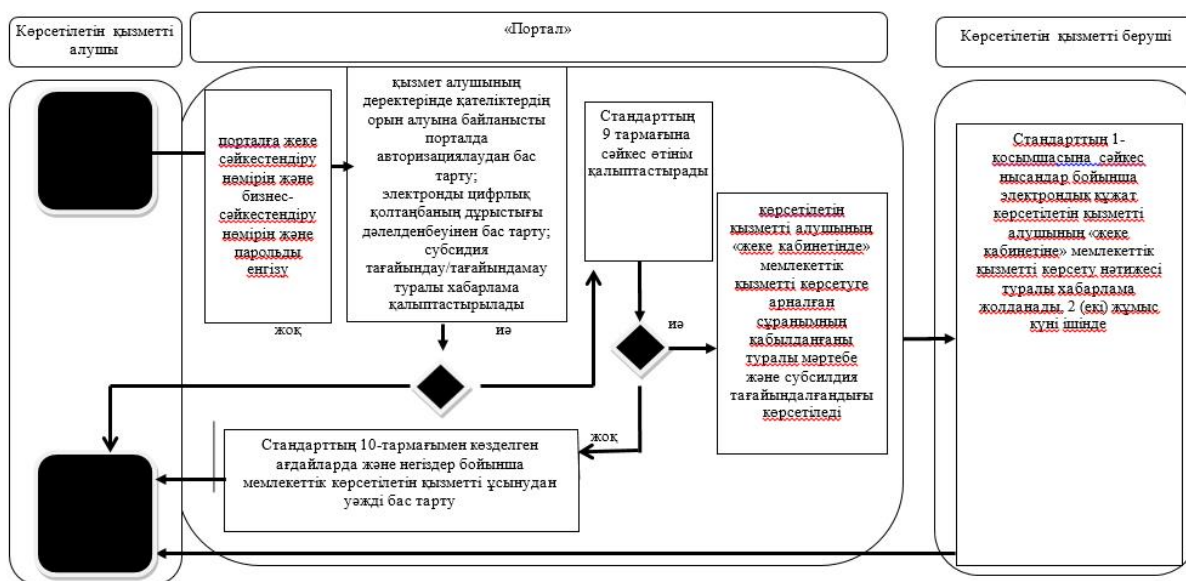 Көрсетілетін қызметті
алушы
«Портал»
Көрсетілетін қызметті беруші
порталға жеке
сәйкестендіру
нөмірін және
бизнес-
сәйкестендіру
нөмірін және
парольды
енгізу
қызмет алушының
деректерінде қателіктердің
орын алуына байланысты
порталда
авторизациялаудан бас
тарту;
электронды цифрлық
қолтаңбаның дұрыстығы
дәлелденбеуінен бас тарту;
субсидия
тағайындау/тағайындамау
туралы хабарлама
қалыптастырылады
Стандарттың
9 тармағына
сәйкес өтінім
қалыптастырады
көрсетілетін
қызметті алушының
«жеке кабинетінде»
мемлекеттік
қызметті көрсетуге
арналған
сұранымның
қабылданғаны
туралы мәртебе
және субсилдия
тағайындалғандығы
көрсетіледі
Стандарттың 1-
қосымшасына сәйкес
нысандар бойынша
электрондық құжат
көрсетілетін қызметті
алушының «жеке
кабинетіне» мемлекеттік
қызметті көрсету нәтижесі
туралы хабарлама
жолданады, 2 (екі) жұмыс
күні ішінде
жоқ
иә
иә
жоқ
Стандарттың 10-тармағымен көзделген
ағдайларда және негіздер бойынша
мемлекеттік көрсетілетін қызметті ұсынудан
уәжді бас тарту